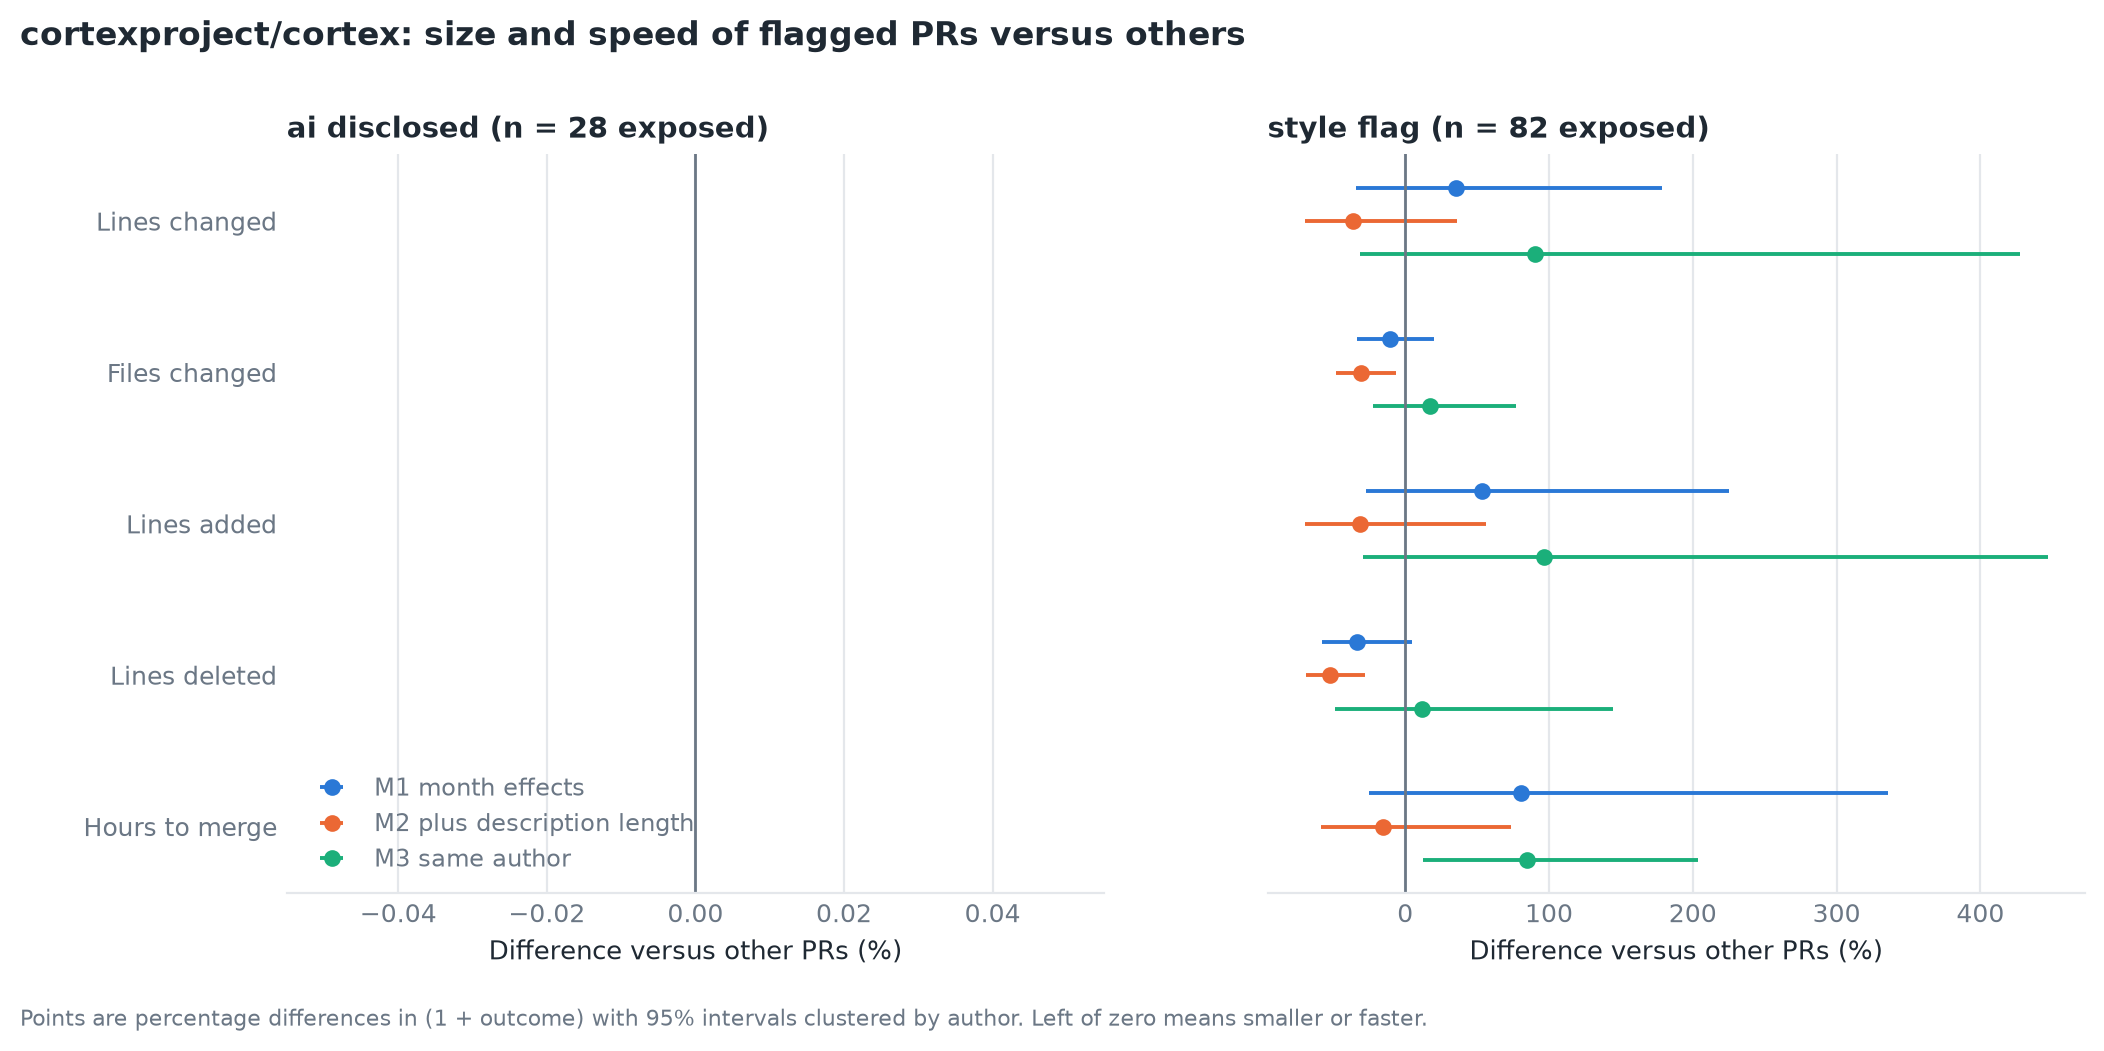 cortexproject/cortex: size and speed of flagged PRs versus others
ai disclosed (n = 28 exposed)
style flag (n = 82 exposed)
Lines changed
Files changed
Lines added
Lines deleted
Hours to merge
M1 month effects
M2 plus description length
M3 same author
−0.04 −0.02 0.00 0.02 0.04
0 100 200 300 400
Difference versus other PRs (%)
Difference versus other PRs (%)
Points are percentage differences in (1 + outcome) with 95% intervals clustered by author. Left of zero means smaller or faster.